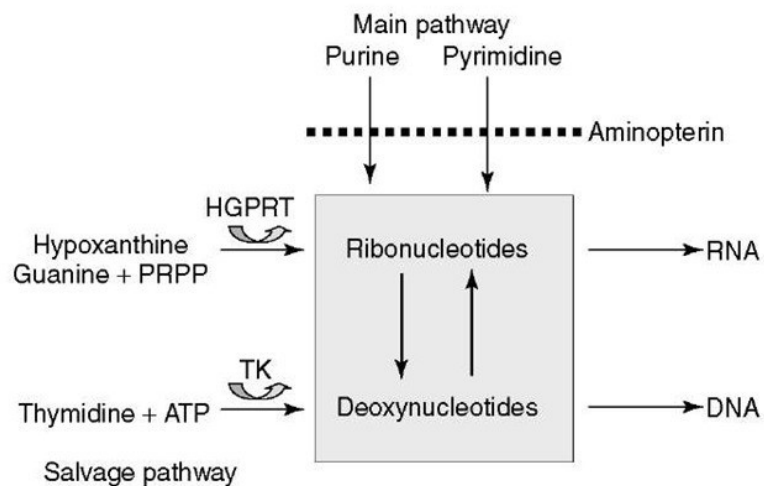 Main pathway
Purine Pyrimidine
Aminopterin
HGPRT
Hypoxanthine
Guanine + PRPP
Ribonucleotides
RNA
TK
Thymidine + ATP
Deoxynucleotides
DNA
Salvage pathway